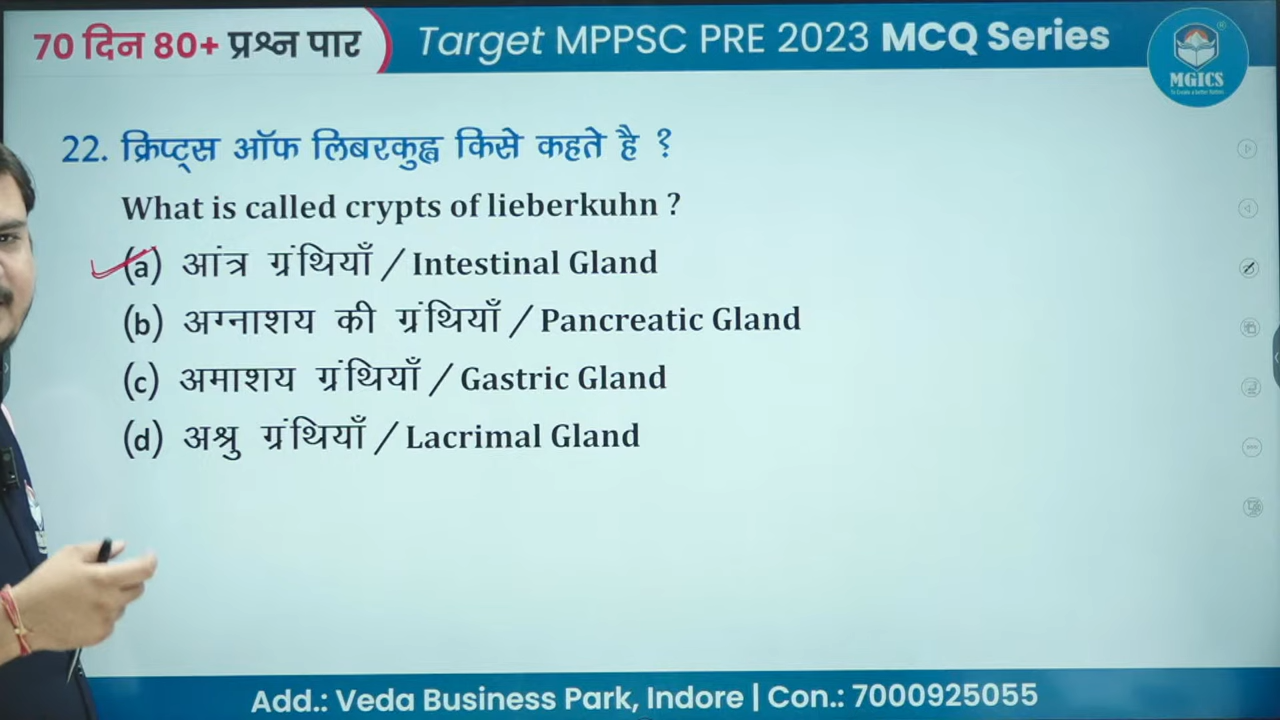 70 दिन 80+ प्रश्न पार
Target MPPSC PRE 2023 MCQ Series
MGICS
22. क्रिप्ट्स ऑफ लिबरकुह्न किसे कहते है ?
What is called crypts of lieberkuhn ?
(a) आंत्र ग्रंथियाँ / Intestinal Gland
(b) अग्नाशय की ग्रंथियाँ / Pancreatic Gland
(c) अमाशय ग्रंथियाँ / Gastric Gland
(d) अश्रु ग्रंथियाँ / Lacrimal Gland
Add.: Veda Business Park, Indore | Con.: 7000925055